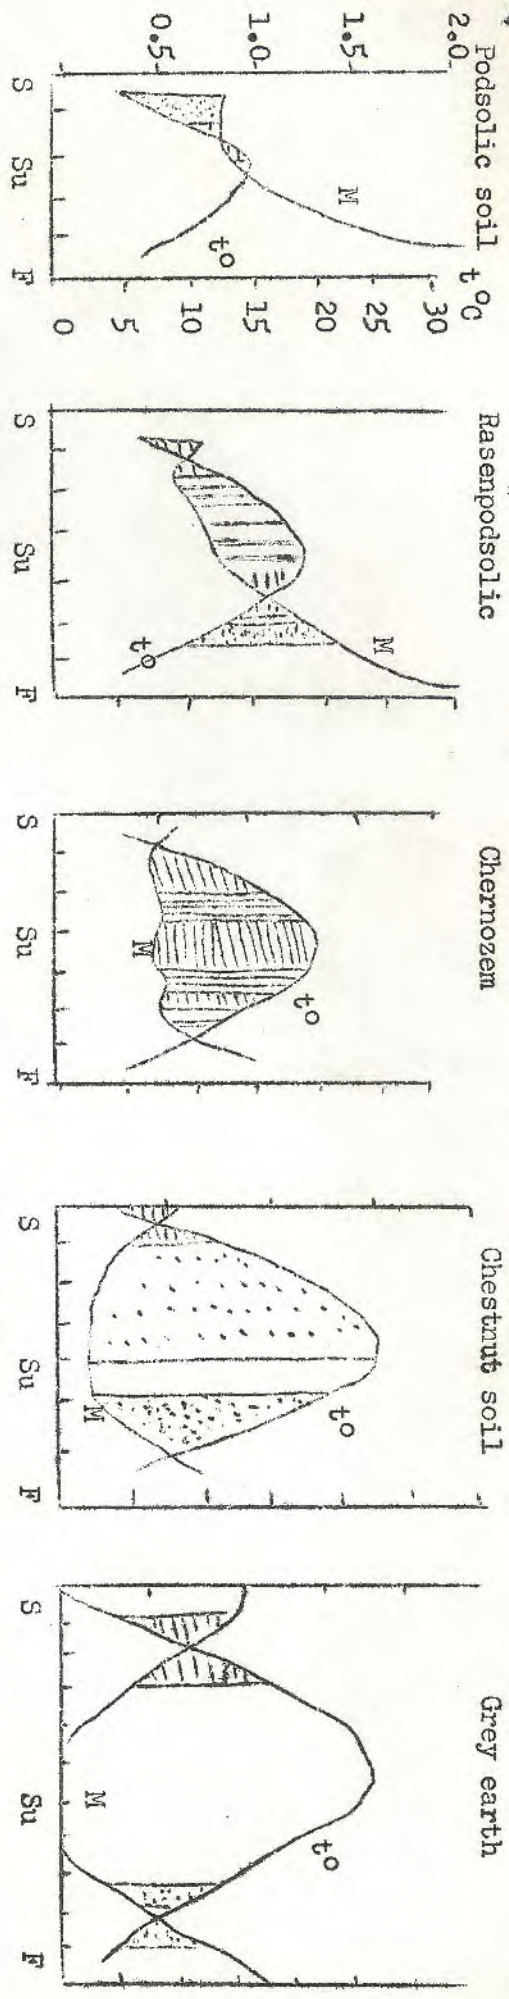 Podsolic soil
2.0
1.5
1.0
0.5
M
t°
t°C
30
25
20
15
10
5
0
S Su F
Rasenpodsolic
M
t°
S Su F
Chernozem
t°
M
S Su F
Chestnut soil
t°
M
S Su F
Grey earth
t°
M
S Su F